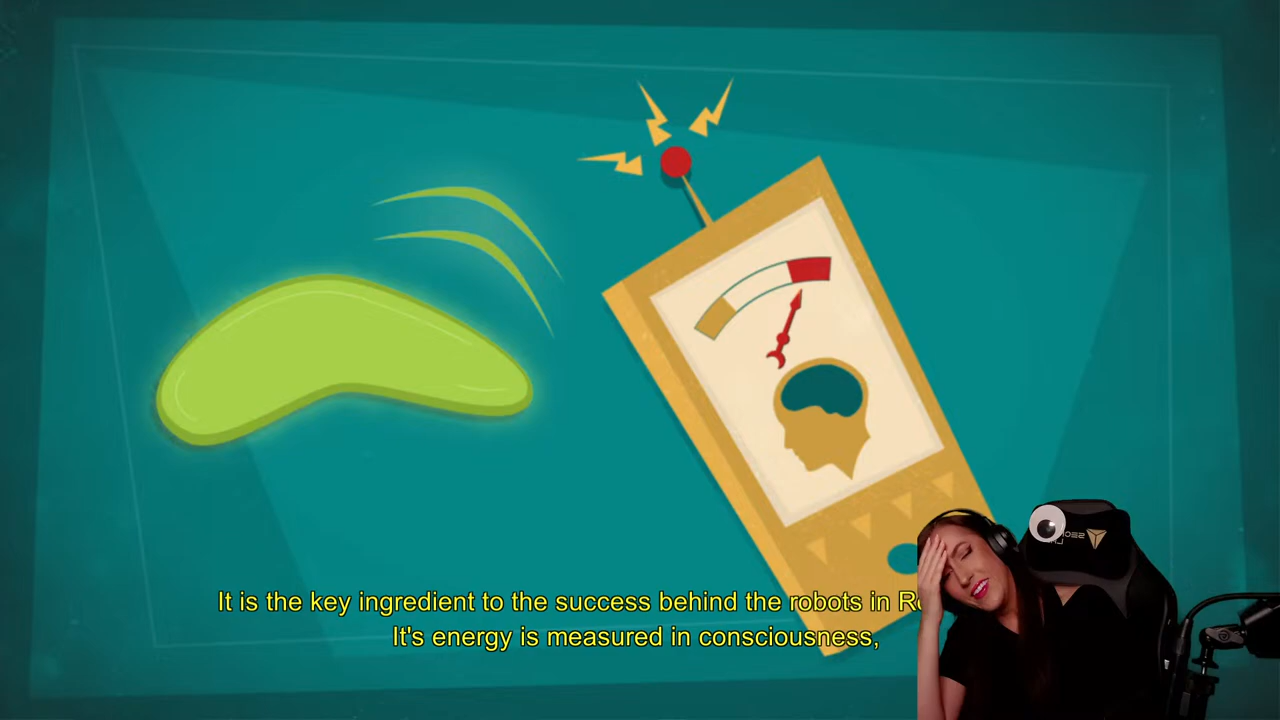 It is the key ingredient to the success behind the robots in
It's energy is measured in consciousness,